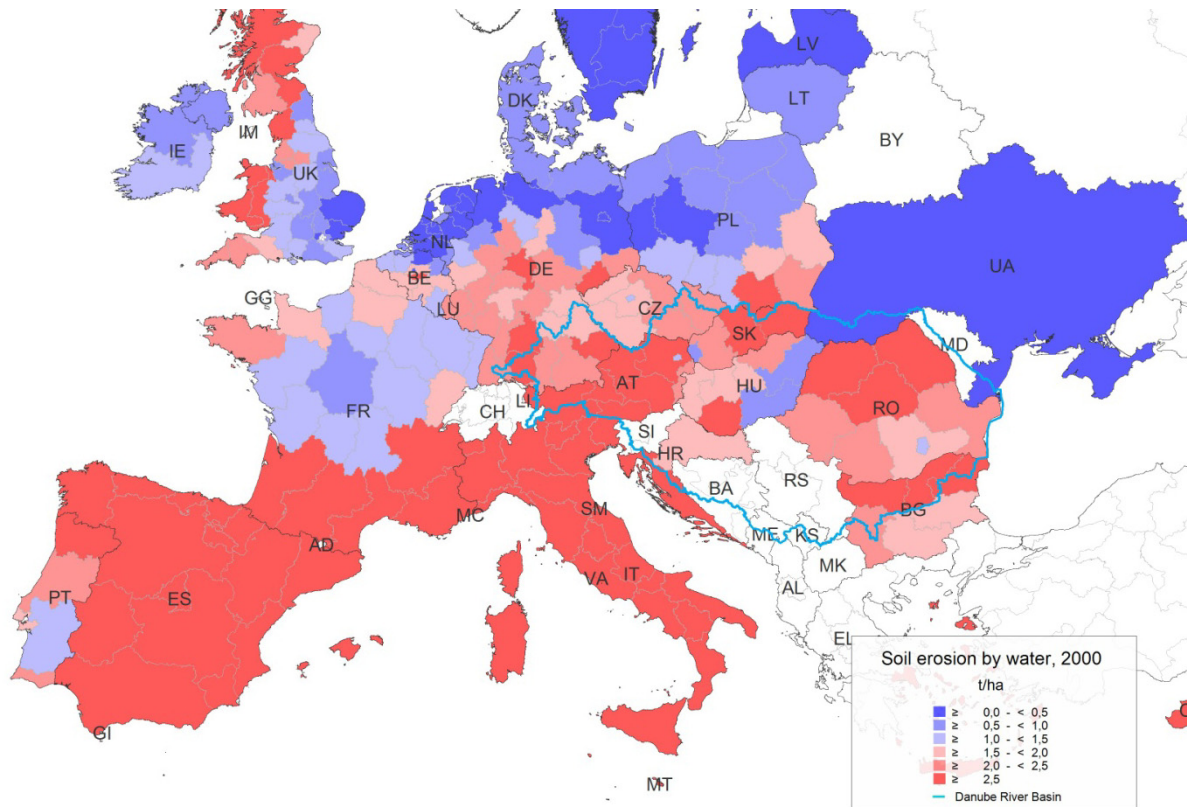 LV
DK
LT
IM
IE
BY
UK
PL
NL
DE
BE
UA
GG
LU
CZ
SK
MD
AT
HU
FR
CH
LI
RO
SI
HR
BA
RS
MC
SM
BG
AD
ME
KS
MK
VA
IT
AL
PT
ES
EL
GI
MT
Soil erosion by water, 2000
t/ha
≥ 0,0 - < 0,5
≥ 0,5 - < 1,0
≥ 1,0 - < 1,5
≥ 1,5 - < 2,0
≥ 2,0 - < 2,5
≥ 2,5
Danube River Basin